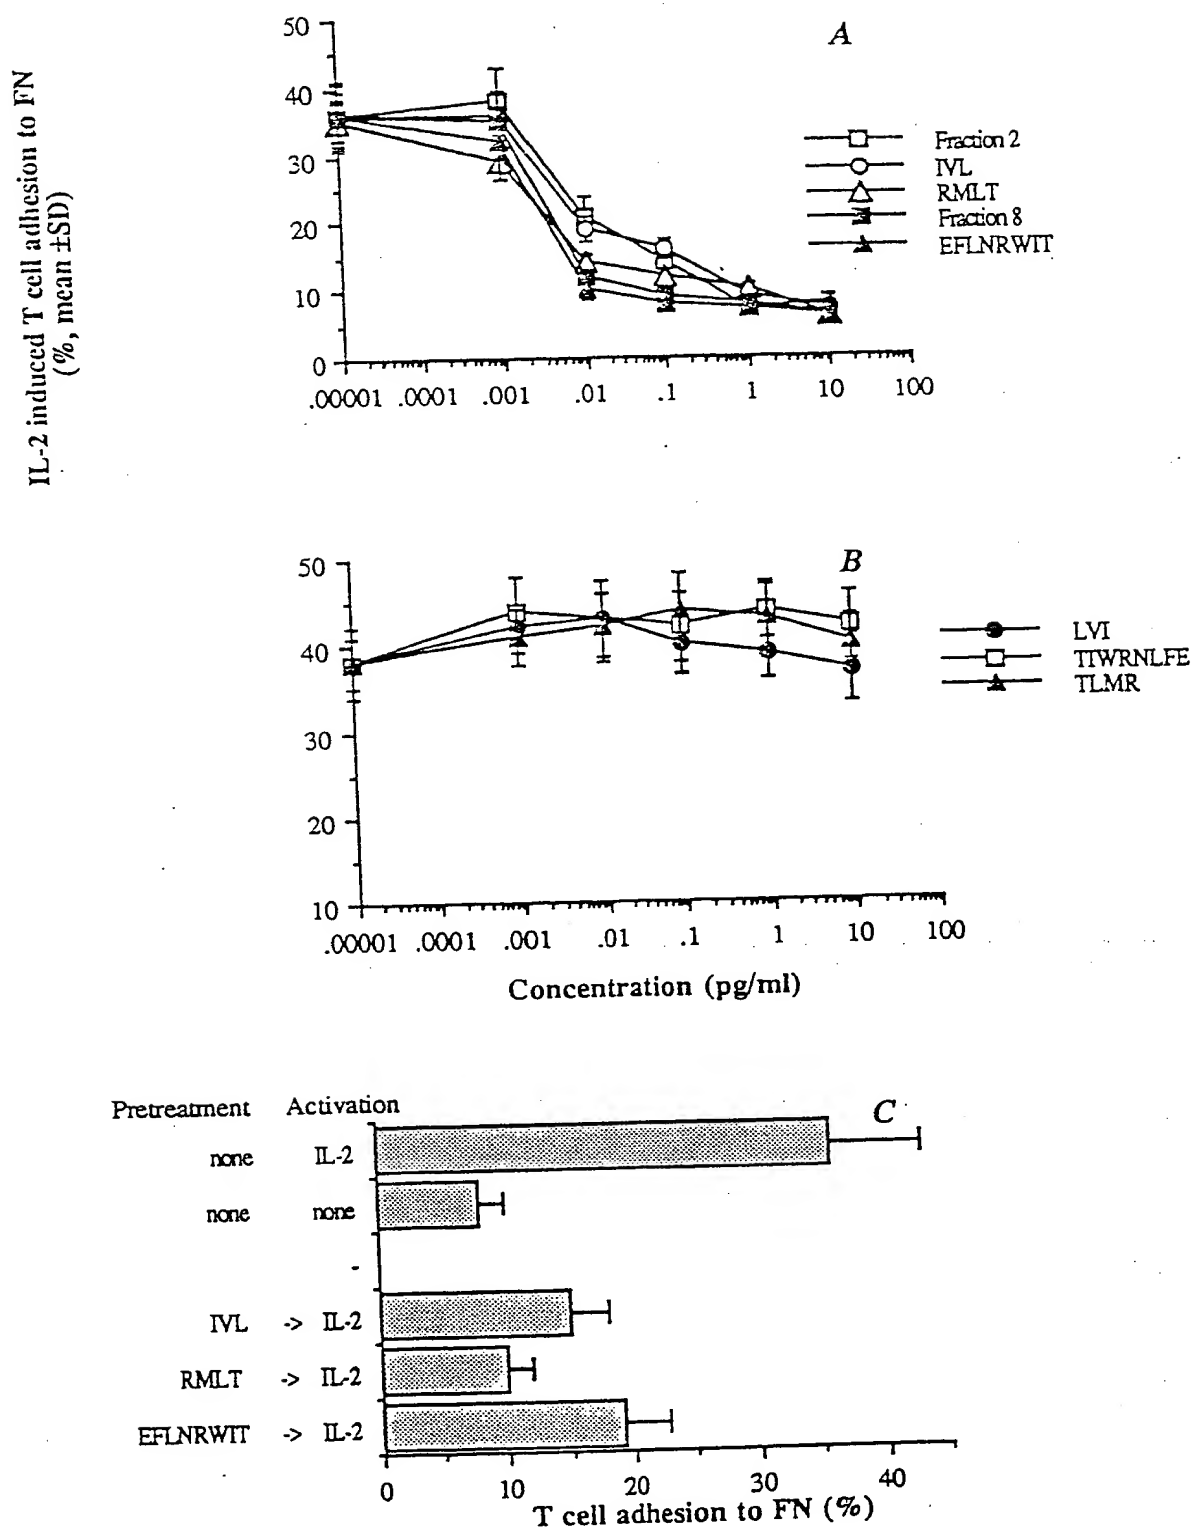 IL-2 induced T cell adhesion to FN
(%, mean ±SD)
A
50
40
30
20
10
0
.00001 .0001 .001 .01 .1 1 10 100
Fraction 2
IVL
RMLT
Fraction 8
EFLNRWIT
B
50
40
30
20
10
.00001 .0001 .001 .01 .1 1 10 100
LVI
TIWRNLFE
TLMR
Concentration (pg/ml)
C
Pretreatment Activation
none IL-2
none none
-
IVL -> IL-2
RMLT -> IL-2
EFLNRWIT -> IL-2
0 10 20 30 40
T cell adhesion to FN (%)